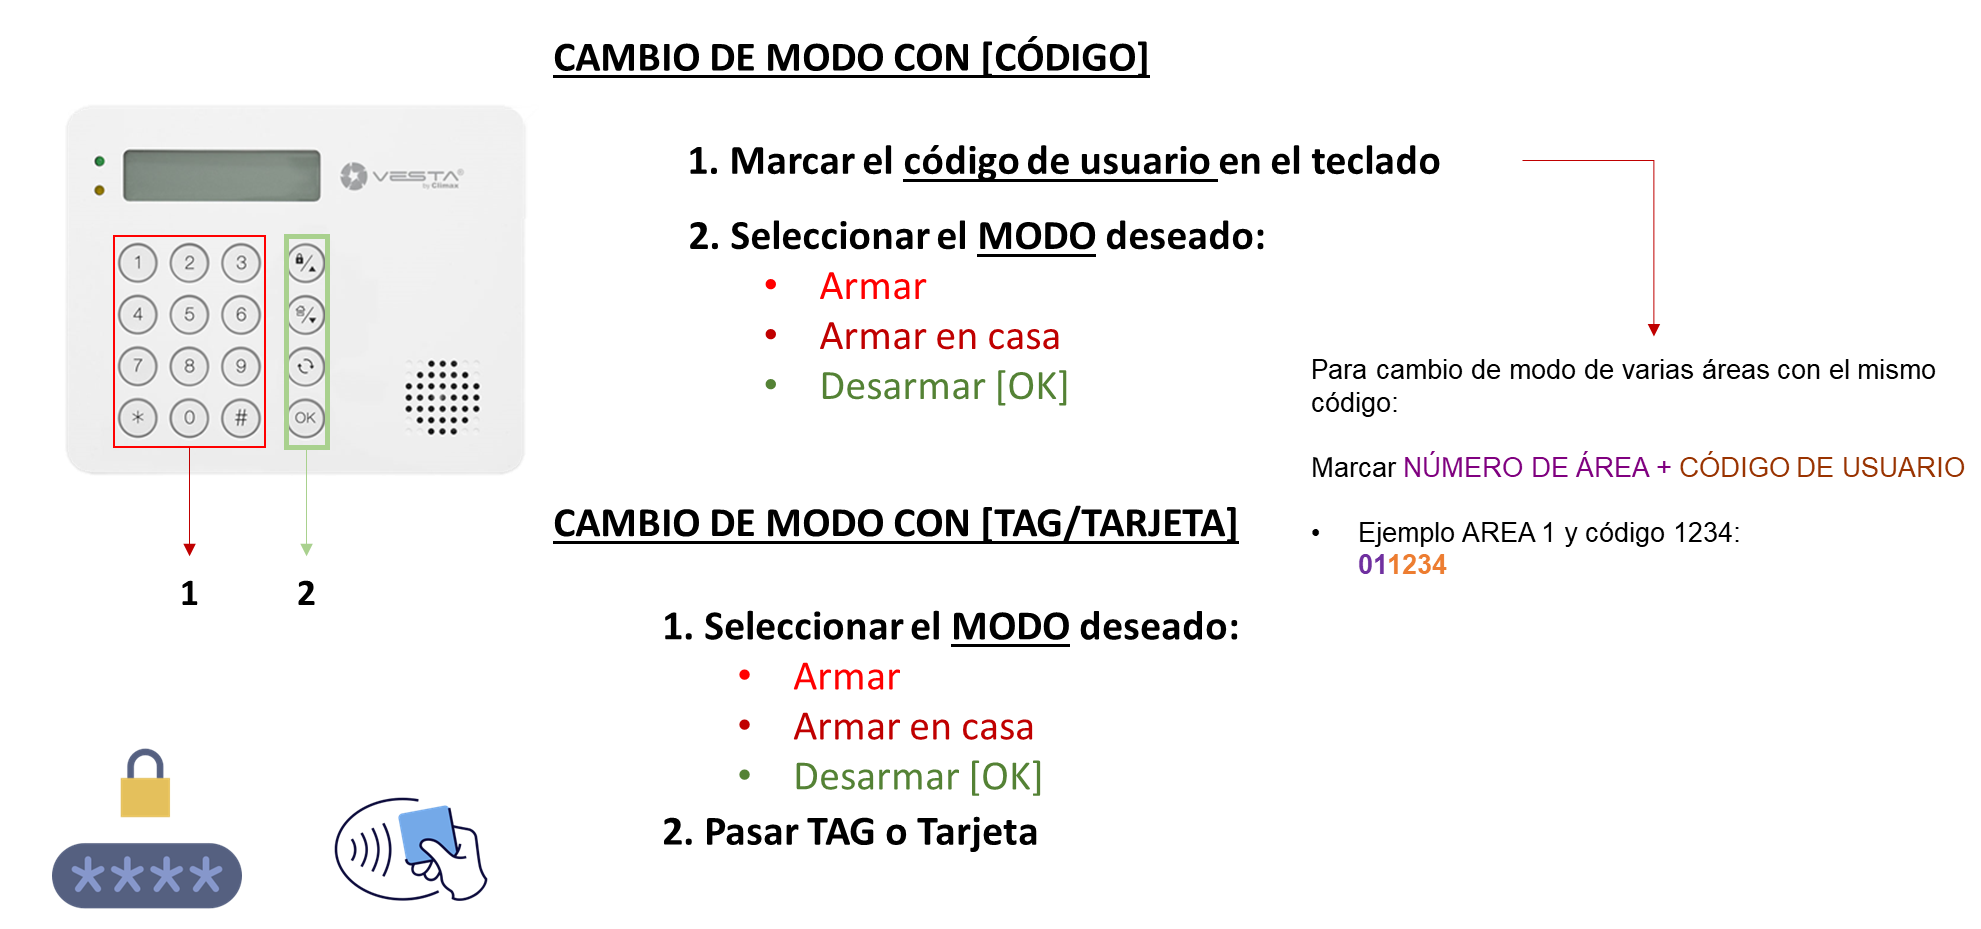 CAMBIO DE MODO CON [CÓDIGO]
1. Marcar el código de usuario en el teclado
2. Seleccionar el MODO deseado:
• Armar
• Armar en casa
• Desarmar [OK]
VESTA®
by Climax
1 2 3
4 5 6
7 8 9
* 0 # OK
1 2
Para cambio de modo de varias áreas con el mismo
código:
Marcar NÚMERO DE ÁREA + CÓDIGO DE USUARIO
• Ejemplo AREA 1 y código 1234:
011234
CAMBIO DE MODO CON [TAG/TARJETA]
1. Seleccionar el MODO deseado:
• Armar
• Armar en casa
• Desarmar [OK]
2. Pasar TAG o Tarjeta
****